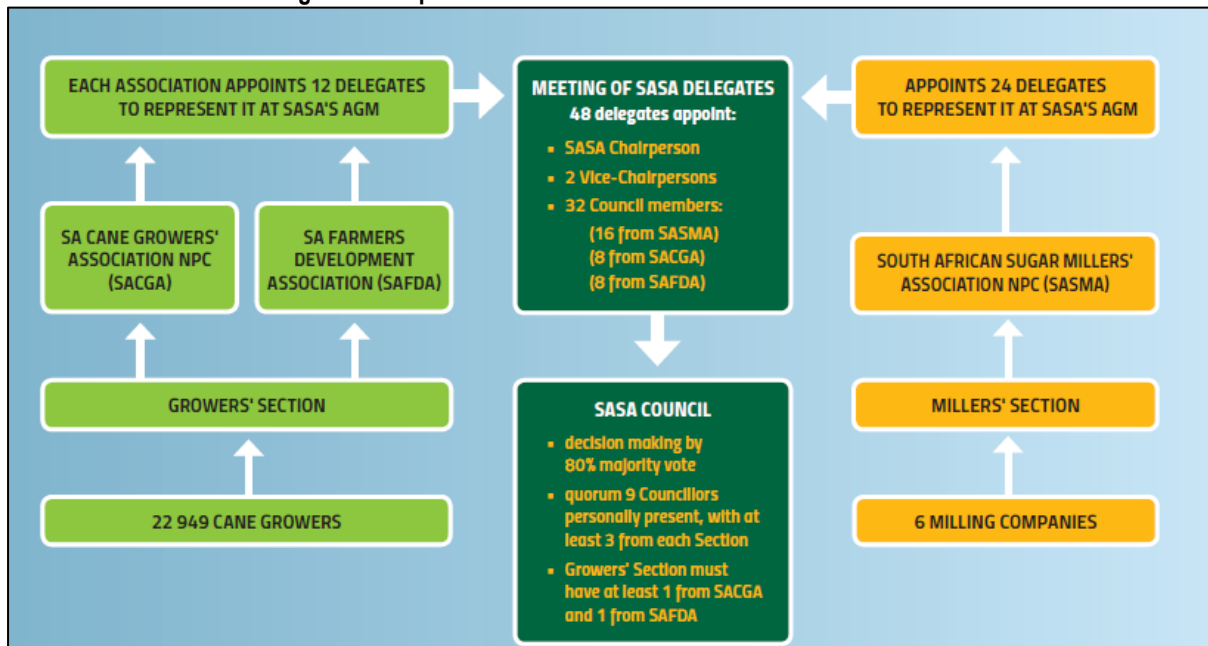 EACH ASSOCIATION APPOINTS 12 DELEGATES
TO REPRESENT IT AT SASA'S AGM
SA CANE GROWERS'
ASSOCIATION NPC
(SACGA)
SA FARMERS
DEVELOPMENT
ASSOCIATION (SAFDA)
GROWERS' SECTION
22 949 CANE GROWERS
MEETING OF SASA DELEGATES
48 delegates appoint:
▪ SASA Chairperson
▪ 2 Vice-Chairpersons
▪ 32 Council members:
(16 from SASMA)
(8 from SACGA)
(8 from SAFDA)
SASA COUNCIL
▪ decision making by
80% majority vote
▪ quorum 9 Councillors
personally present, with at
least 3 from each Section
▪ Growers' Section must
have at least 1 from SACGA
and 1 from SAFDA
APPOINTS 24 DELEGATES
TO REPRESENT IT AT SASA'S AGM
SOUTH AFRICAN SUGAR MILLERS'
ASSOCIATION NPC (SASMA)
MILLERS' SECTION
6 MILLING COMPANIES